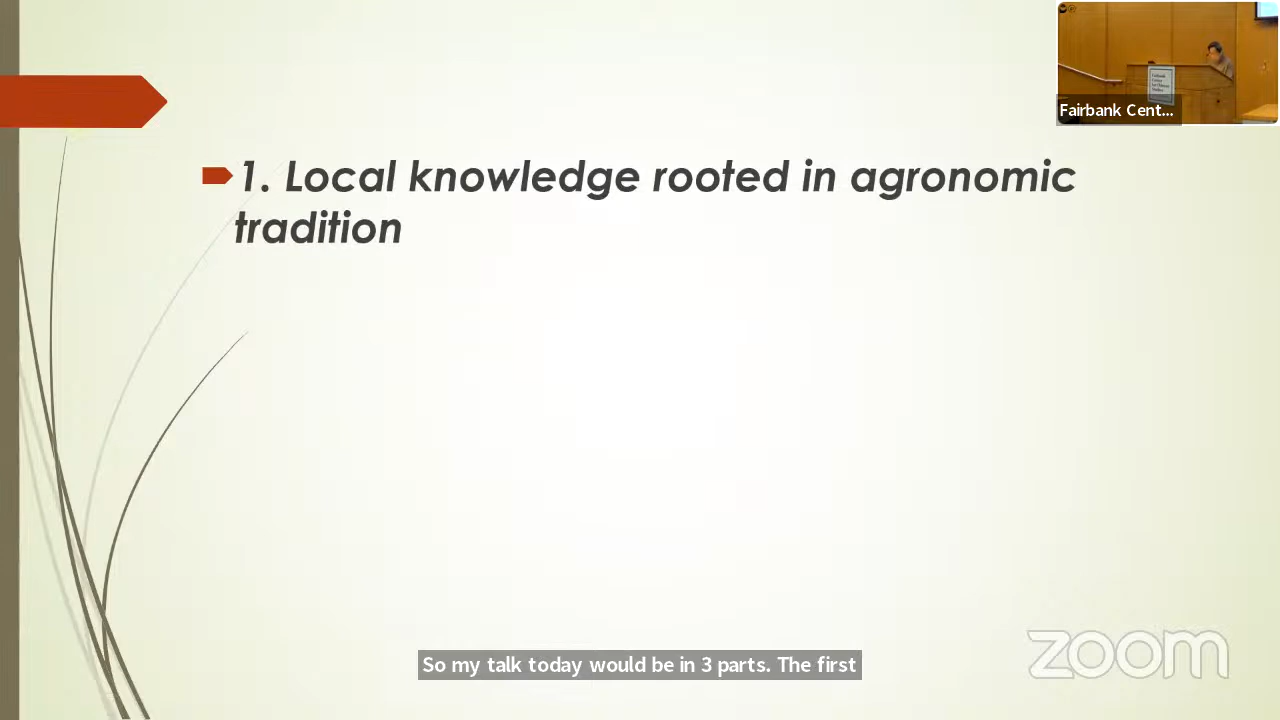 Fairbank Cent...
1. Local knowledge rooted in agronomic
tradition
So my talk today would be in 3 parts. The first
zoom